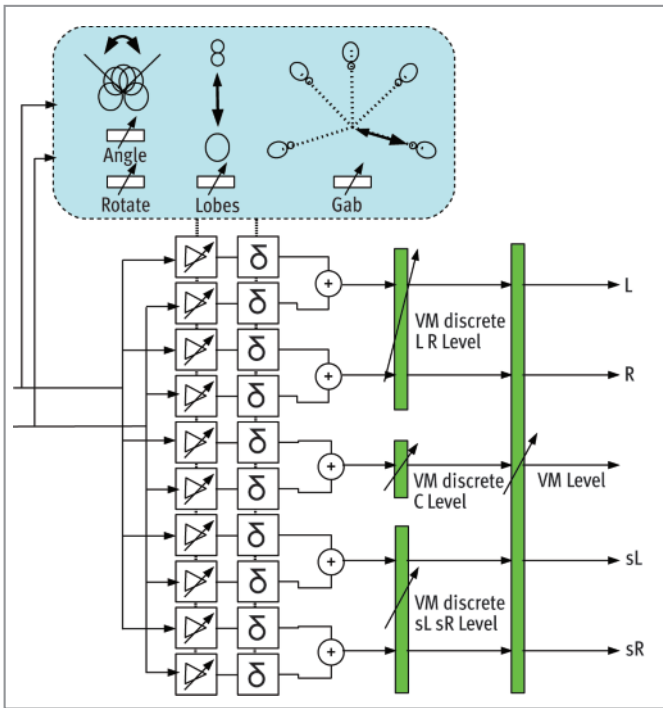 Angle
Rotate
Lobes
Gab
δ
δ
δ
δ
δ
δ
δ
δ
δ
δ
+
+
+
+
+
VM discrete
L R Level
VM discrete
C Level
VM discrete
sL sR Level
VM Level
L
R
sL
sR